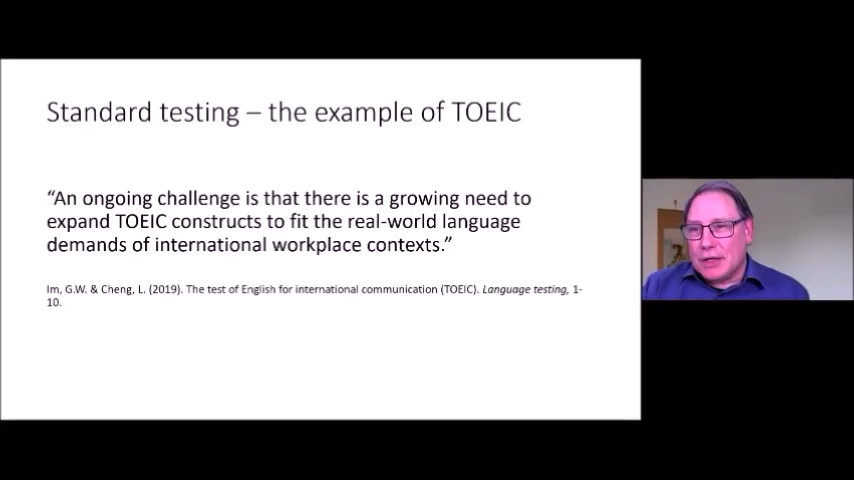 Standard testing – the example of TOEIC
“An ongoing challenge is that there is a growing need to
expand TOEIC constructs to fit the real-world language
demands of international workplace contexts.”
Im, G.W. & Cheng, L. (2019). The test of English for international communication (TOEIC). Language testing, 1-
10.